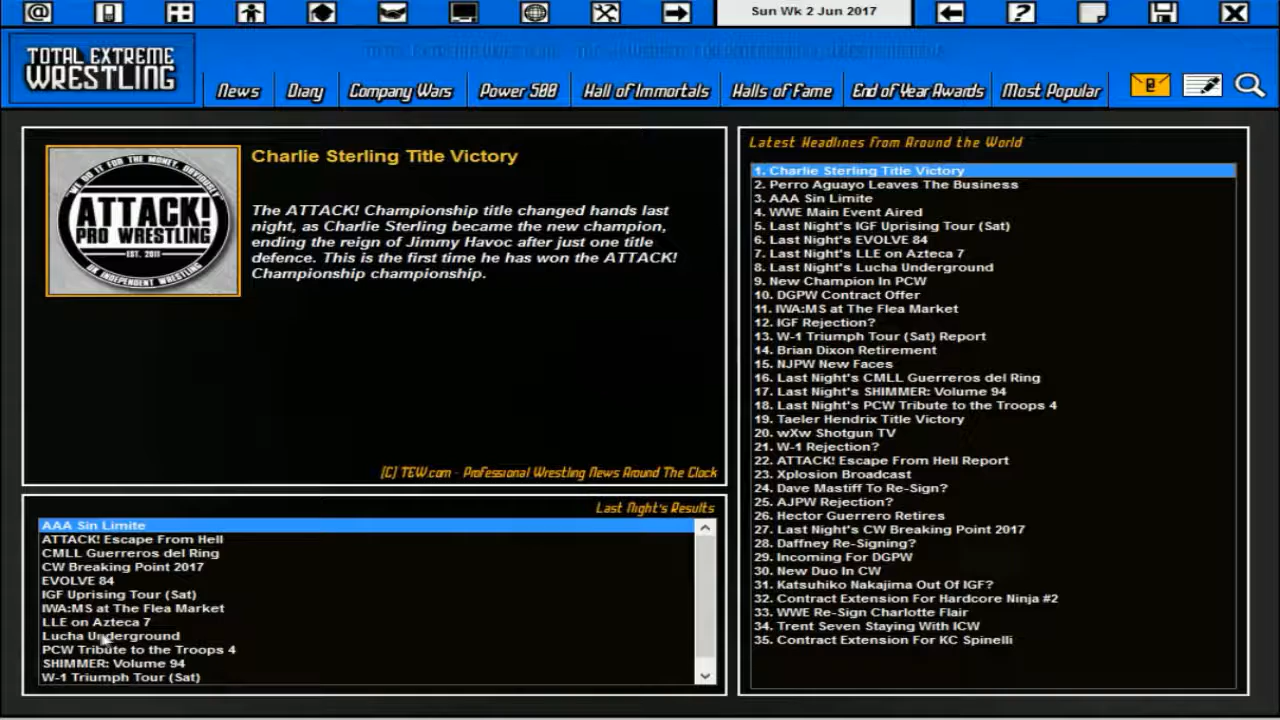 Sun Wk 2 Jun 2017
TOTAL EXTREME
WRESTLING
News
Diary
Company Wars
Power 500
Hall of Immortals
Halls of Fame
End of Year Awards
Most Popular
WE DO IT FOR THE MONEY, OBVIOUSLY
ATTACK!
PRO WRESTLING
EST. 2011
UK INDEPENDENT WRESTLING
Charlie Sterling Title Victory
The ATTACK! Championship title changed hands last
night, as Charlie Sterling became the new champion,
ending the reign of Jimmy Havoc after just one title
defence. This is the first time he has won the ATTACK!
Championship championship.
(C) TEW.com - Professional Wrestling News Around The Clock
Last Night's Results
AAA Sin Limite
ATTACK! Escape From Hell
CMLL Guerreros del Ring
CW Breaking Point 2017
EVOLVE 84
IGF Uprising Tour (Sat)
IWA:MS at The Flea Market
LLE on Azteca 7
Lucha Underground
PCW Tribute to the Troops 4
SHIMMER: Volume 94
W-1 Triumph Tour (Sat)
Latest Headlines From Around the World
1. Charlie Sterling Title Victory
2. Perro Aguayo Leaves The Business
3. AAA Sin Limite
4. WWE Main Event Aired
5. Last Night's IGF Uprising Tour (Sat)
6. Last Night's EVOLVE 84
7. Last Night's LLE on Azteca 7
8. Last Night's Lucha Underground
9. New Champion In PCW
10. DGPW Contract Offer
11. IWA:MS at The Flea Market
12. IGF Rejection?
13. W-1 Triumph Tour (Sat) Report
14. Brian Dixon Retirement
15. NJPW New Faces
16. Last Night's CMLL Guerreros del Ring
17. Last Night's SHIMMER: Volume 94
18. Last Night's PCW Tribute to the Troops 4
19. Taeler Hendrix Title Victory
20. wXw Shotgun TV
21. W-1 Rejection?
22. ATTACK! Escape From Hell Report
23. Xplosion Broadcast
24. Dave Mastiff To Re-Sign?
25. AJPW Rejection?
26. Hector Guerrero Retires
27. Last Night's CW Breaking Point 2017
28. Daffney Re-Signing?
29. Incoming For DGPW
30. New Duo In CW
31. Katsuhiko Nakajima Out Of IGF?
32. Contract Extension For Hardcore Ninja #2
33. WWE Re-Sign Charlotte Flair
34. Trent Seven Staying With ICW
35. Contract Extension For KC Spinelli